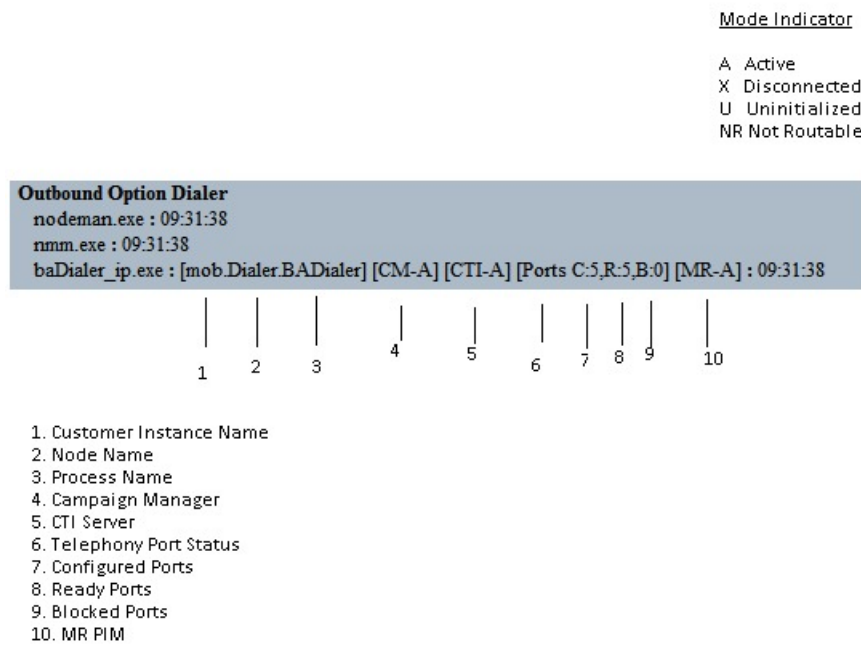 Mode Indicator
A Active
X Disconnected
U Uninitialized
NR Not Routable
Outbound Option Dialer
nodeman.exe : 09:31:38
nmm.exe : 09:31:38
baDialer_ip.exe : [mob.Dialer.BADialer] [CM-A] [CTI-A] [Ports C:5,R:5,B:0] [MR-A] : 09:31:38
1 2 3 4 5 6 7 8 9 10
1. Customer Instance Name
2. Node Name
3. Process Name
4. Campaign Manager
5. CTI Server
6. Telephony Port Status
7. Configured Ports
8. Ready Ports
9. Blocked Ports
10. MR PIM